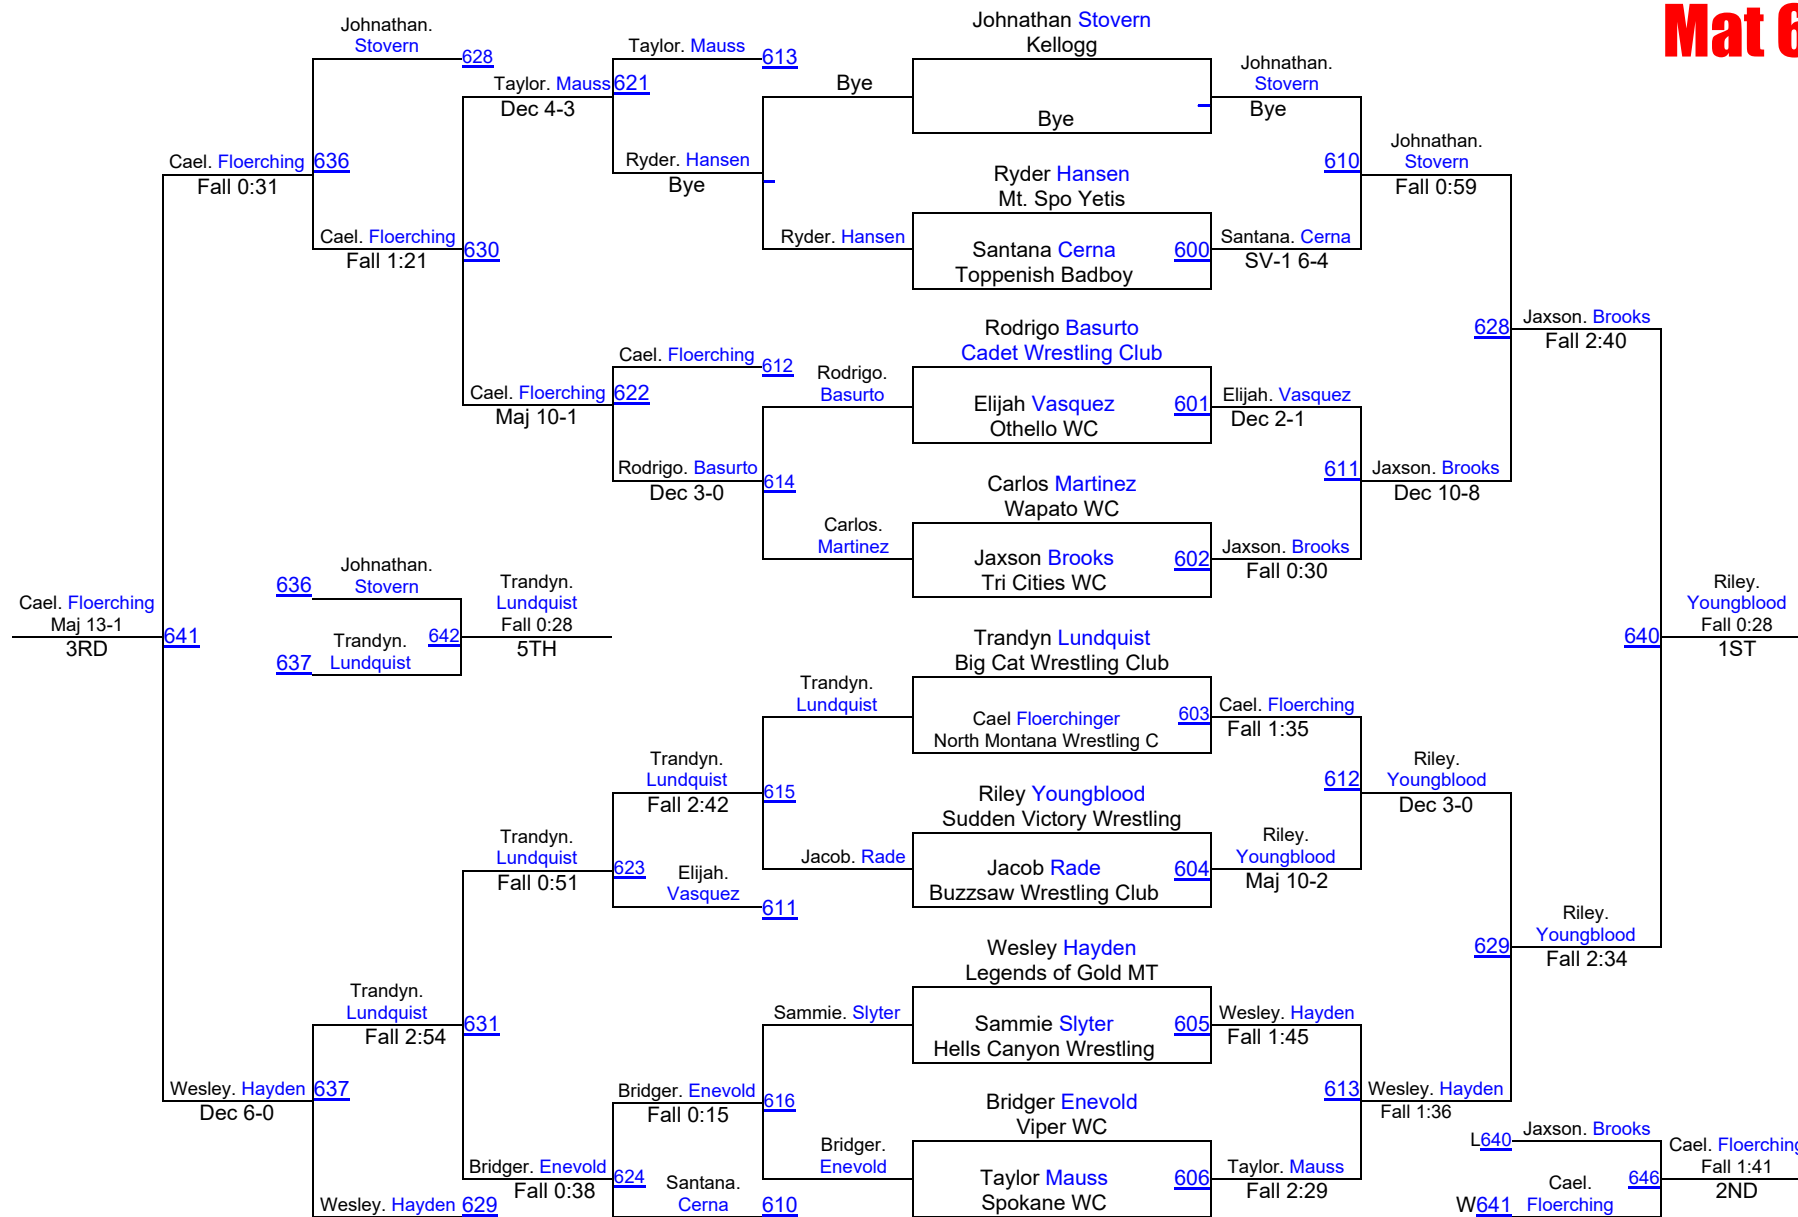 Mat 6
Johnathan. Stovern
628
Cael. Floerching
Fall 0:31
636
Cael. Floerching
Fall 1:21
Taylor. Mauss
Dec 4-3
621
630
Cael. Floerching
Maj 10-1
622
Taylor. Mauss
613
Ryder. Hansen
Bye
Cael. Floerching
612
Rodrigo. Basurto
Dec 3-0
614
Bye
Ryder. Hansen
Rodrigo.
Basurto
Carlos.
Martinez
Johnathan Stovern
Kellogg
Bye
Ryder Hansen
Mt. Spo Yetis
Santana Cerna
Toppenish Badboy
600
Rodrigo Basurto
Cadet Wrestling Club
Elijah Vasquez
Othello WC
601
Carlos Martinez
Wapato WC
Jaxson Brooks
Tri Cities WC
602
Johnathan.
Stovern
Bye
610
Santana. Cerna
SV-1 6-4
Elijah. Vasquez
Dec 2-1
611
Jaxson. Brooks
Fall 0:30
Johnathan.
Stovern
Fall 0:59
628
Jaxson. Brooks
Dec 10-8
Jaxson. Brooks
Fall 2:40
Cael. Floerching
Maj 13-1
3RD
641
636
Johnathan.
Stovern
637
Trandyn.
Lundquist
642
Trandyn.
Lundquist
Fall 0:28
5TH
640
Riley.
Youngblood
Fall 0:28
1ST
Trandyn.
Lundquist
Jacob. Rade
Trandyn.
Lundquist
Fall 2:42
615
Trandyn.
Lundquist
Fall 0:51
623
Elijah.
Vasquez
611
Trandyn Lundquist
Big Cat Wrestling Club
Cael Floerchinger
North Montana Wrestling C
603
Riley Youngblood
Sudden Victory Wrestling
Jacob Rade
Buzzsaw Wrestling Club
604
Cael. Floerching
Fall 1:35
612
Riley.
Youngblood
Maj 10-2
Riley.
Youngblood
Dec 3-0
629
Riley.
Youngblood
Fall 2:34
Trandyn.
Lundquist
Fall 2:54
631
Wesley. Hayden
Dec 6-0
637
Wesley. Hayden
629
Bridger. Enevold
Fall 0:38
624
Bridger. Enevold
Fall 0:15
616
Santana.
Cerna
610
Sammie. Slyter
Bridger.
Enevold
Wesley Hayden
Legends of Gold MT
Sammie Slyter
Hells Canyon Wrestling
605
Bridger Enevold
Viper WC
Taylor Mauss
Spokane WC
606
Wesley. Hayden
Fall 1:45
613
Taylor. Mauss
Fall 2:29
Wesley. Hayden
Fall 1:36
L640
Jaxson. Brooks
W641
Cael.
Floerching
646
Cael. Floerching
Fall 1:41
2ND